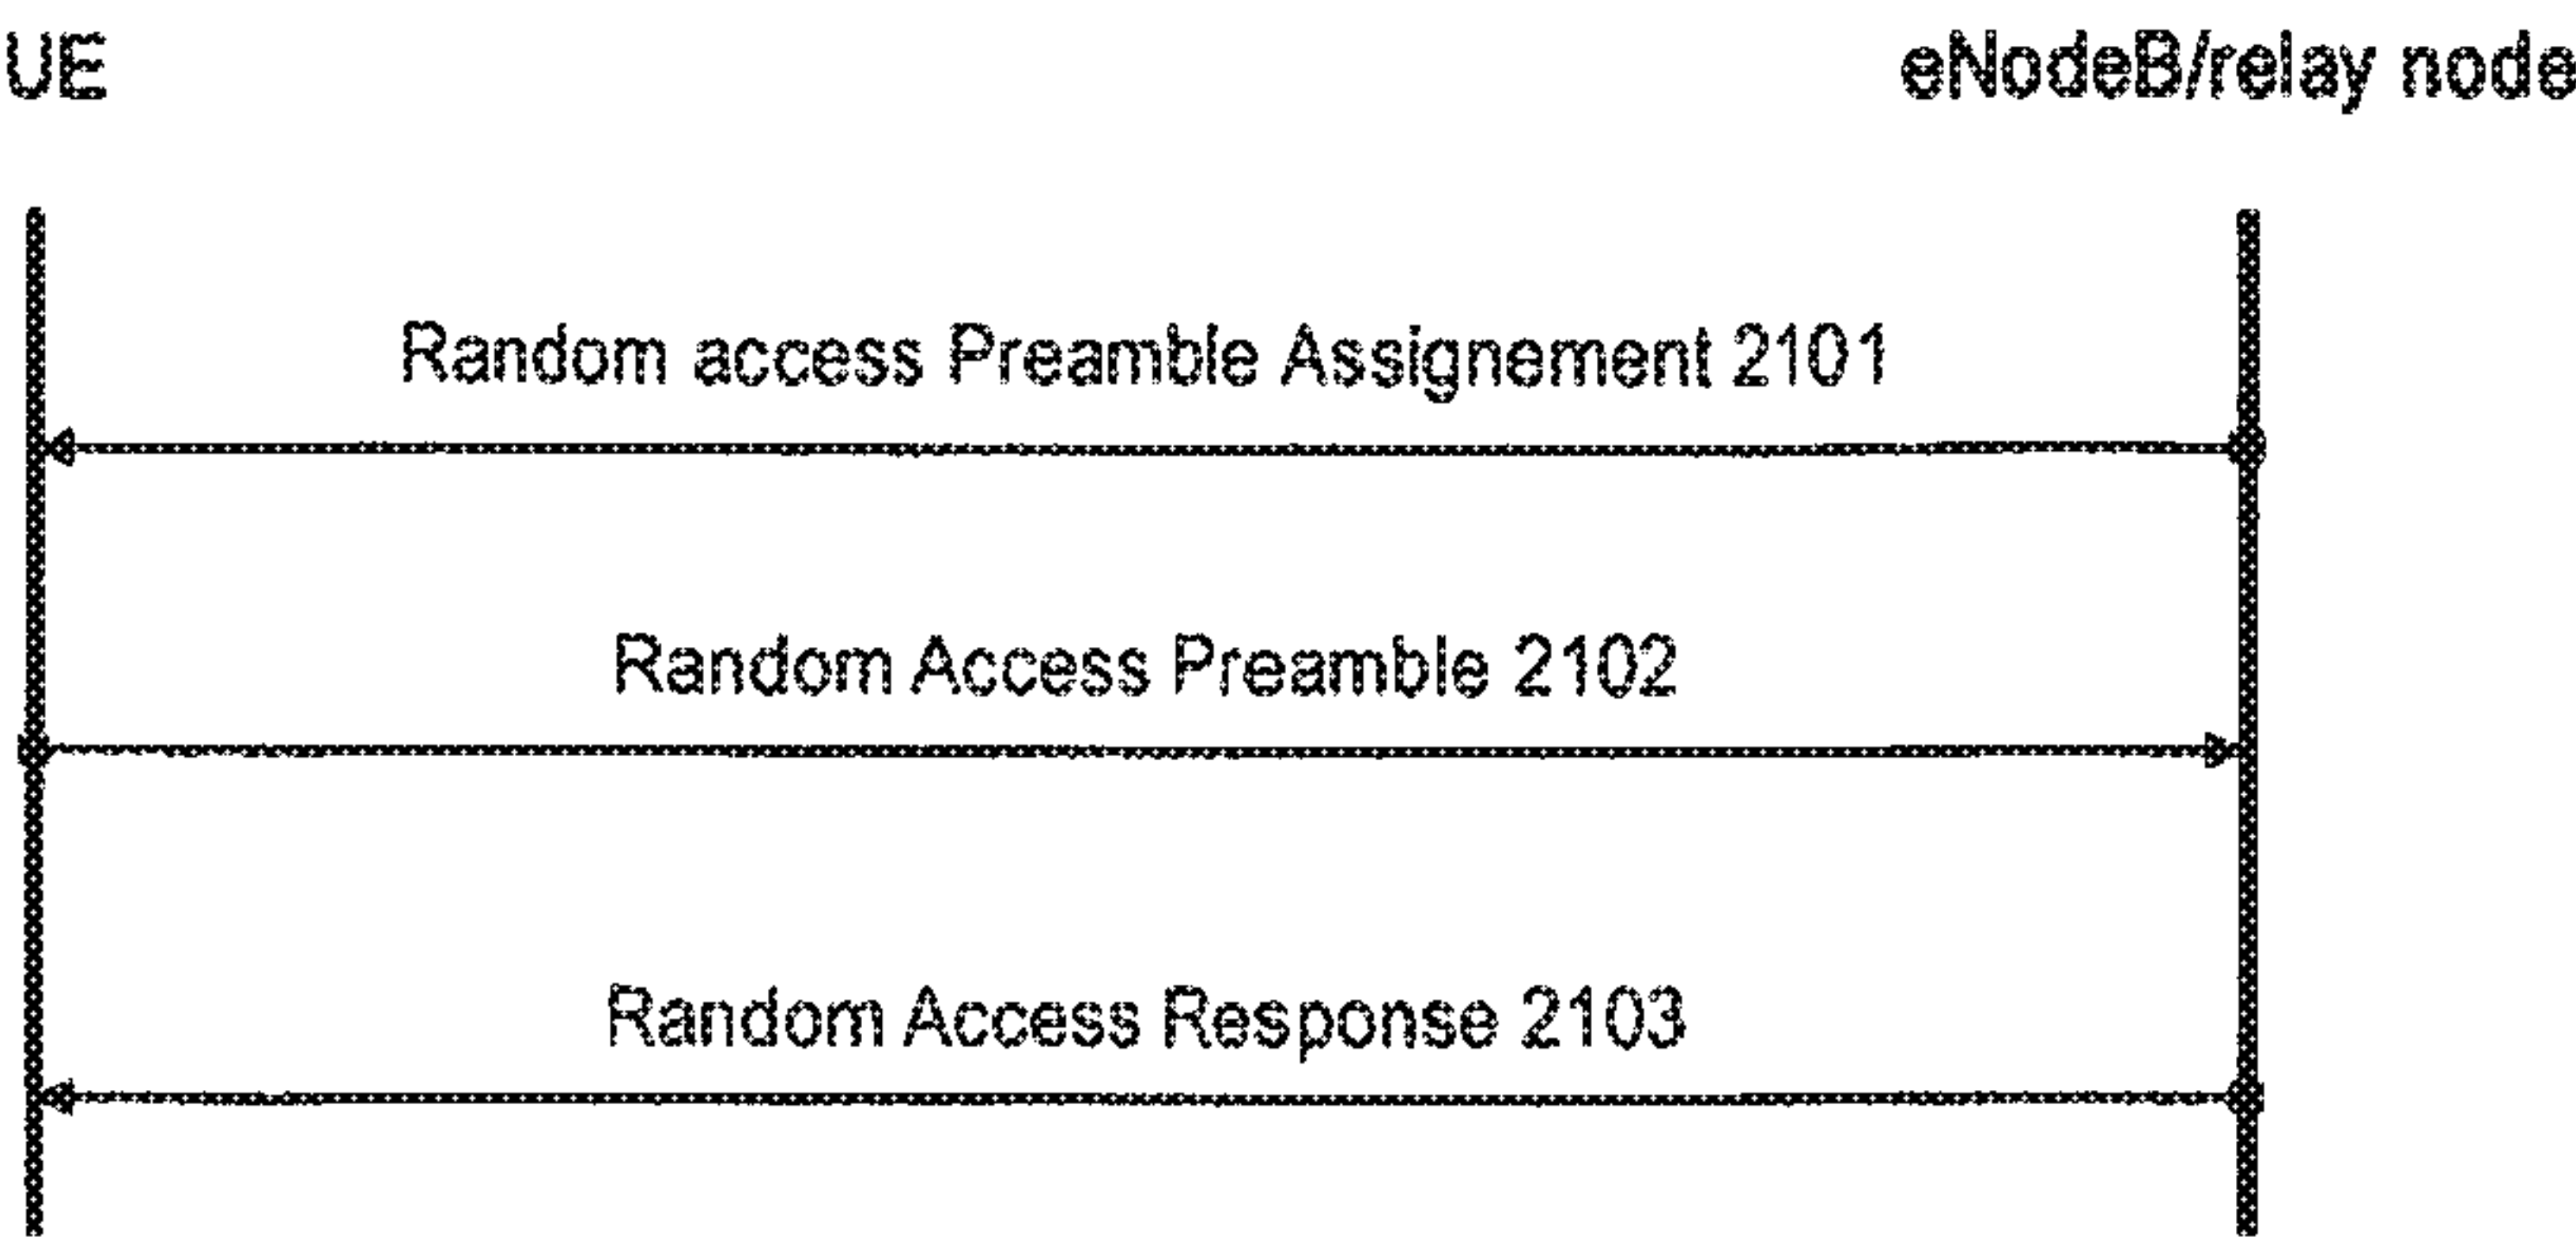 UE
eNodeB/relay node
Random access Preamble Assignement 2101
Random Access Preamble 2102
Random Access Response 2103